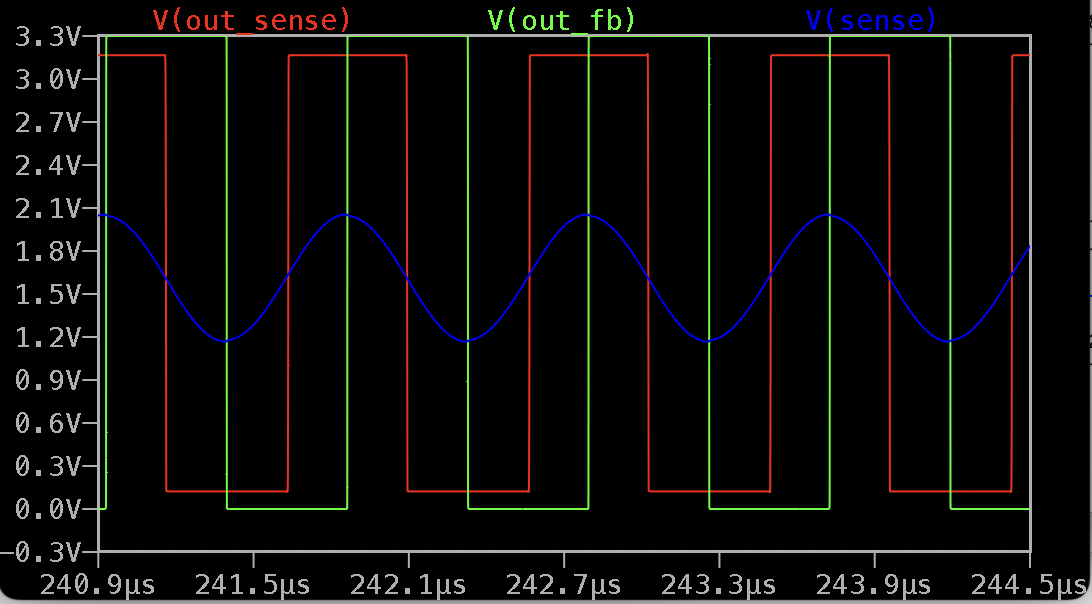 V(out_sense) V(out_fb) V(sense)
3.3V
3.0V
2.7V
2.4V
2.1V
1.8V
1.5V
1.2V
0.9V
0.6V
0.3V
0.0V
-0.3V
240.9µs 241.5µs 242.1µs 242.7µs 243.3µs 243.9µs 244.5µs